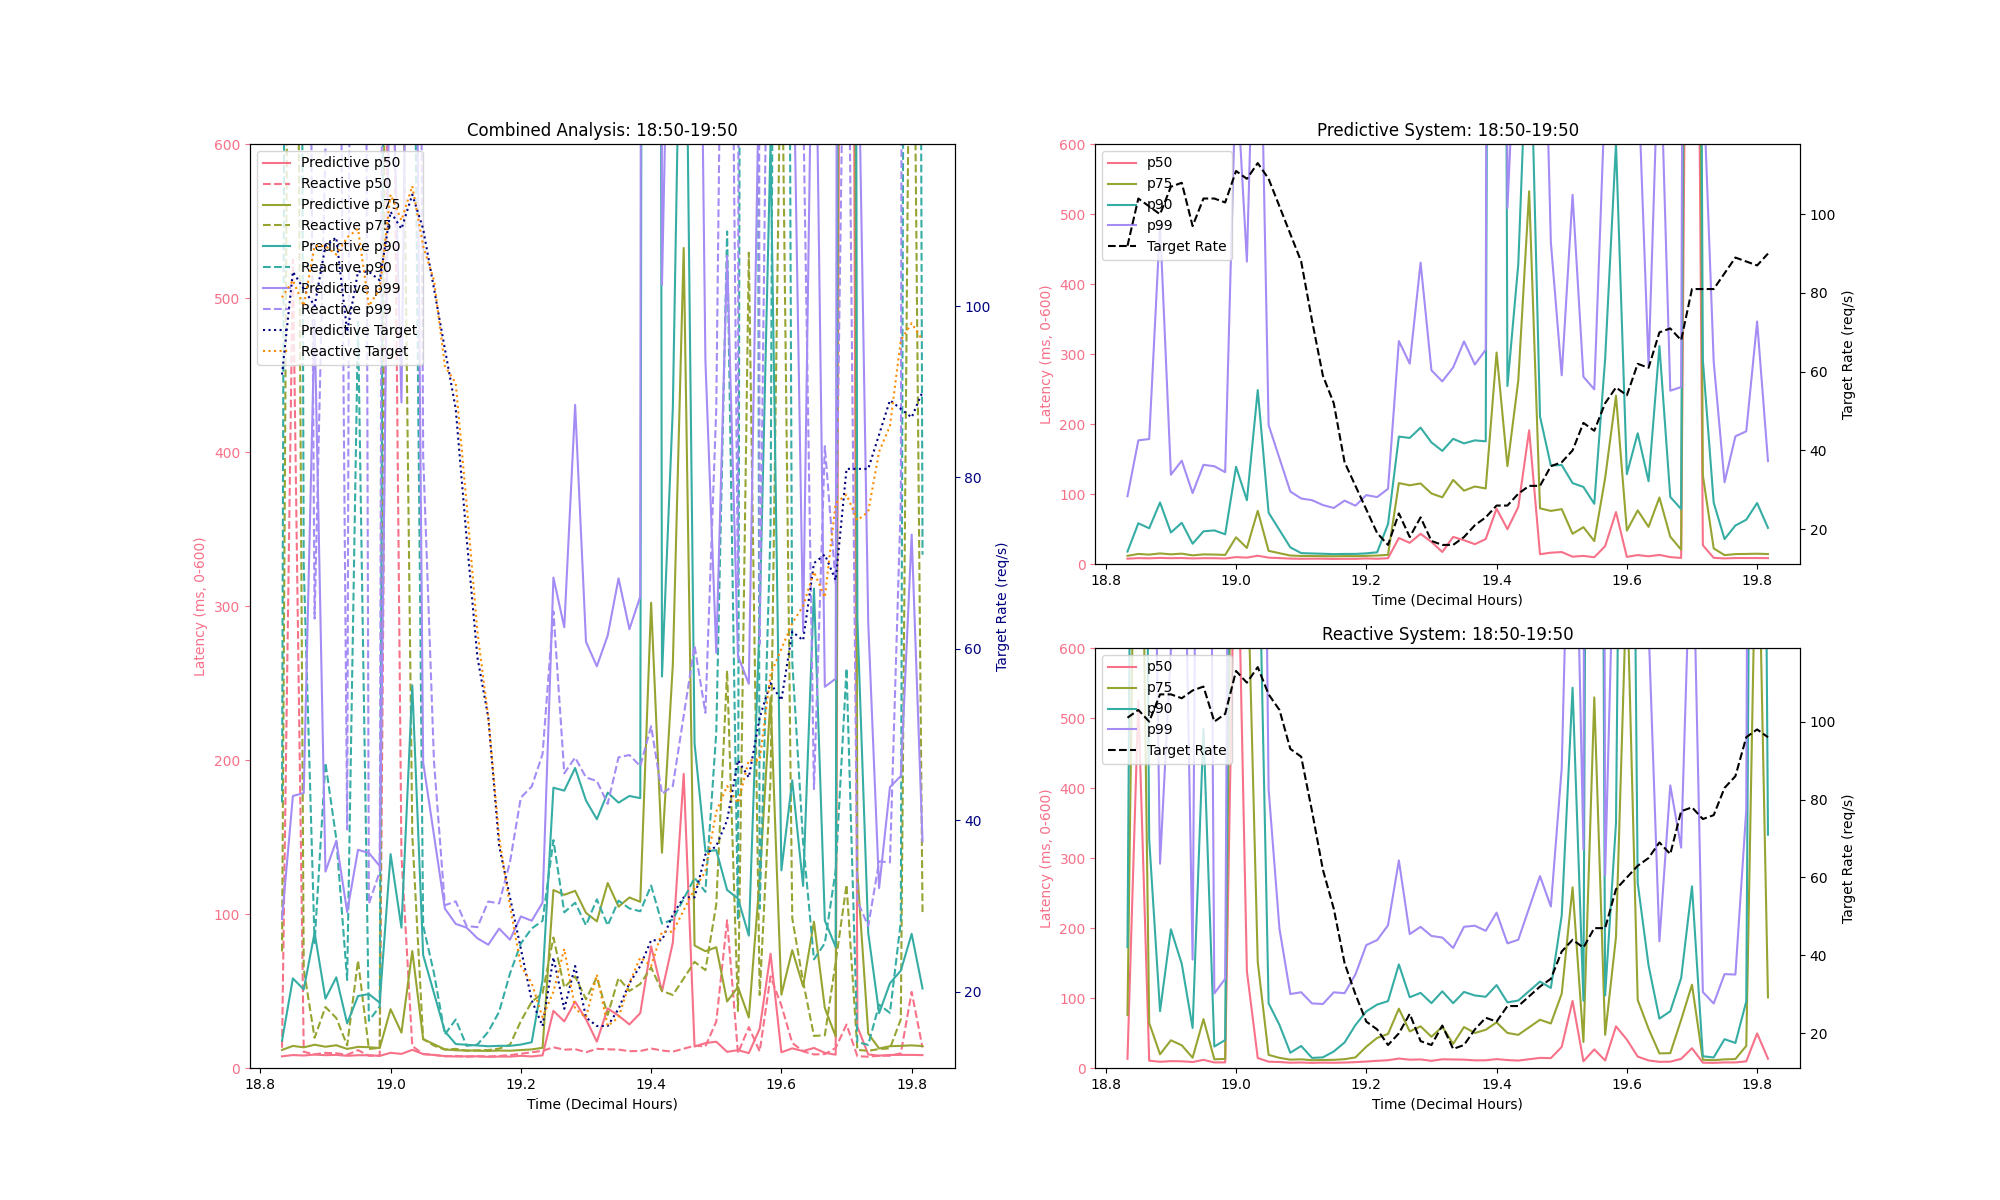 Combined Analysis: 18:50-19:50
Predictive p50
Reactive p50
Predictive p75
Reactive p75
Predictive p90
Reactive p90
Predictive p99
Reactive p99
Predictive Target
Reactive Target
600
500
400
300
200
100
0
Latency (ms, 0-600)
100
80
60
40
20
Target Rate (req/s)
18.8 19.0 19.2 19.4 19.6 19.8
Time (Decimal Hours)
Predictive System: 18:50-19:50
p50
p75
p90
p99
Target Rate
600
500
400
300
200
100
0
Latency (ms, 0-600)
100
80
60
40
20
Target Rate (req/s)
18.8 19.0 19.2 19.4 19.6 19.8
Time (Decimal Hours)
Reactive System: 18:50-19:50
p50
p75
p90
p99
Target Rate
600
500
400
300
200
100
0
Latency (ms, 0-600)
100
80
60
40
20
Target Rate (req/s)
18.8 19.0 19.2 19.4 19.6 19.8
Time (Decimal Hours)